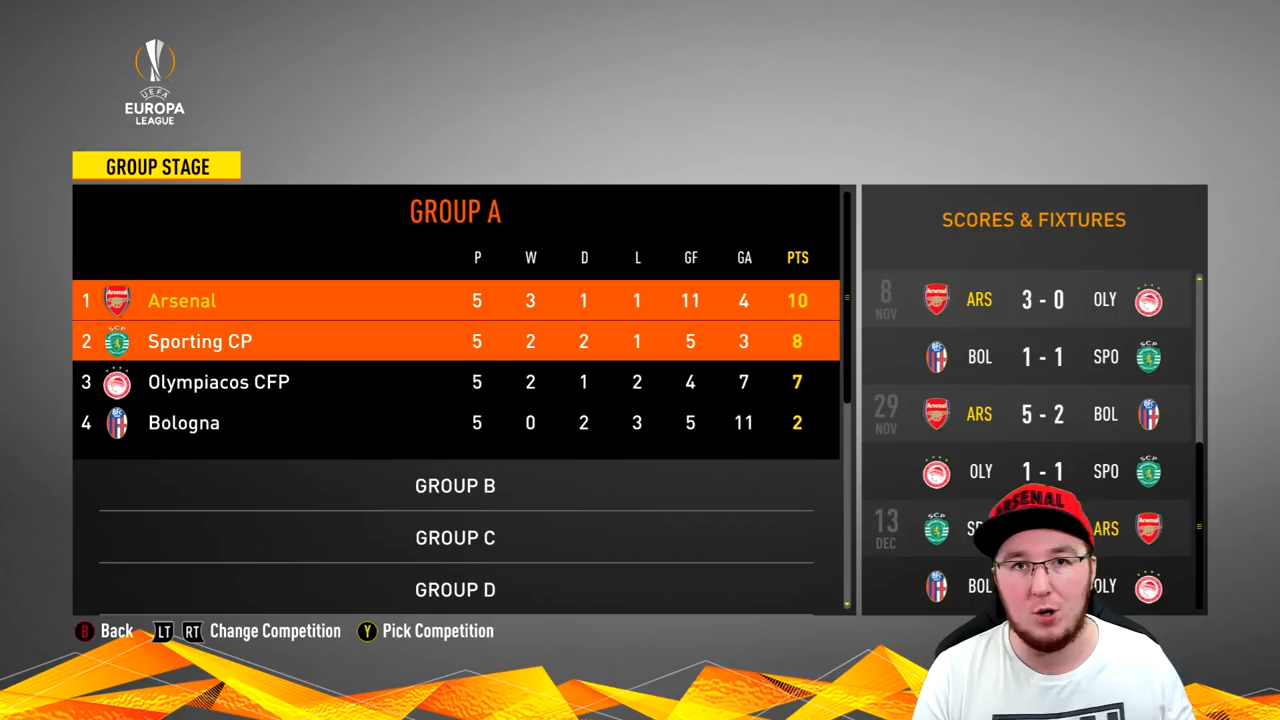 UEFA
EUROPA
LEAGUE
GROUP STAGE
GROUP A
P W D L GF GA PTS
1 Arsenal 5 3 1 1 11 4 10
2 Sporting CP 5 2 2 1 5 3 8
3 Olympiacos CFP 5 2 1 2 4 7 7
4 Bologna 5 0 2 3 5 11 2
GROUP B
GROUP C
GROUP D
SCORES & FIXTURES
8 NOV ARS 3 - 0 OLY
BOL 1 - 1 SPO
29 NOV ARS 5 - 2 BOL
OLY 1 - 1 SPO
13 DEC ARS
BOL OLY
ARSENAL
B Back LT RT Change Competition Y Pick Competition